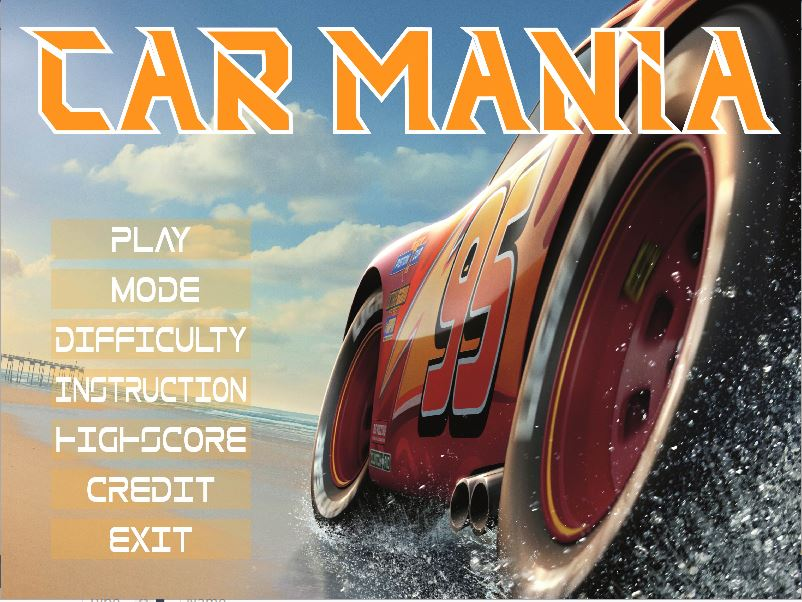 CAR MANIA
PLAY
MODE
DIFFICULTY
INSTRUCTION
HIGHSCORE
CREDIT
EXIT
95